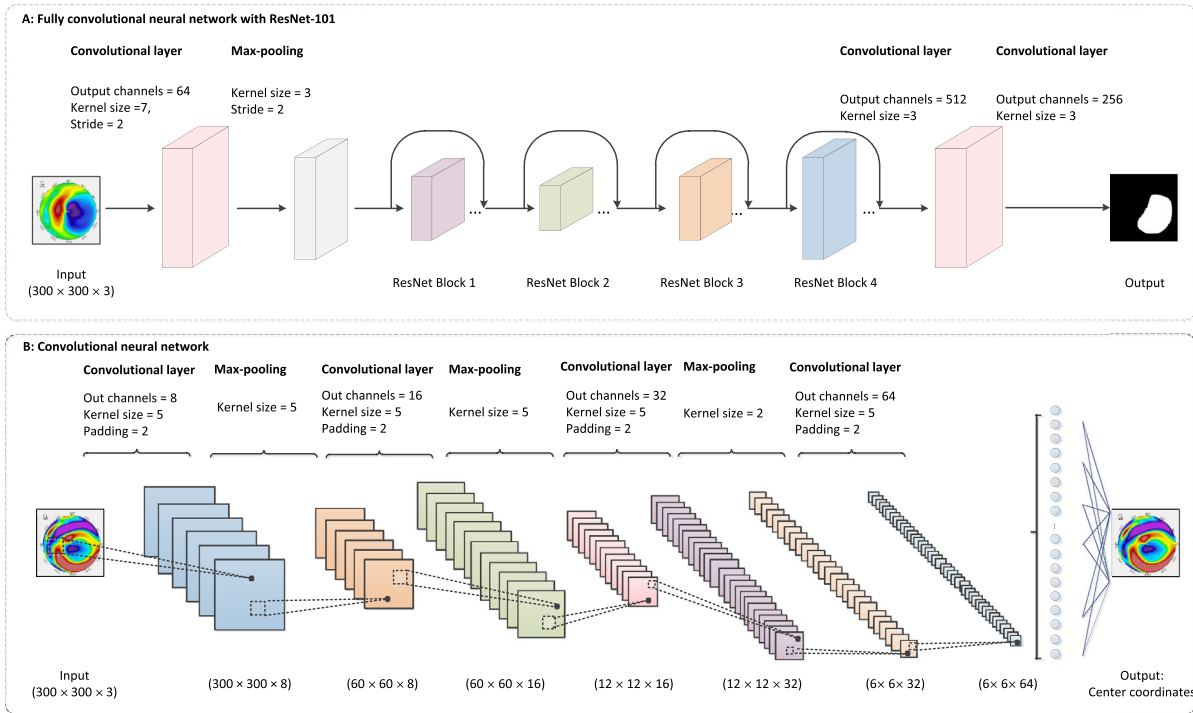 A: Fully convolutional neural network with ResNet-101
Convolutional layer
Output channels = 64
Kernel size =7,
Stride = 2
Max-pooling
Kernel size = 3
Stride = 2
Convolutional layer
Output channels = 512
Kernel size =3
Convolutional layer
Output channels = 256
Kernel size = 3
...
...
...
...
Input
(300 × 300 × 3)
ResNet Block 1
ResNet Block 2
ResNet Block 3
ResNet Block 4
Output
B: Convolutional neural network
Convolutional layer
Out channels = 8
Kernel size = 5
Padding = 2
Max-pooling
Kernel size = 5
Convolutional layer
Out channels = 16
Kernel size = 5
Padding = 2
Max-pooling
Kernel size = 5
Convolutional layer
Out channels = 32
Kernel size = 5
Padding = 2
Max-pooling
Kernel size = 2
Convolutional layer
Out channels = 64
Kernel size = 5
Padding = 2
Input
(300 × 300 × 3)
(300 × 300 × 8)
(60 × 60 × 8)
(60 × 60 × 16)
(12 × 12 × 16)
(12 × 12 × 32)
(6× 6× 32)
(6× 6× 64)
Output:
Center coordinates